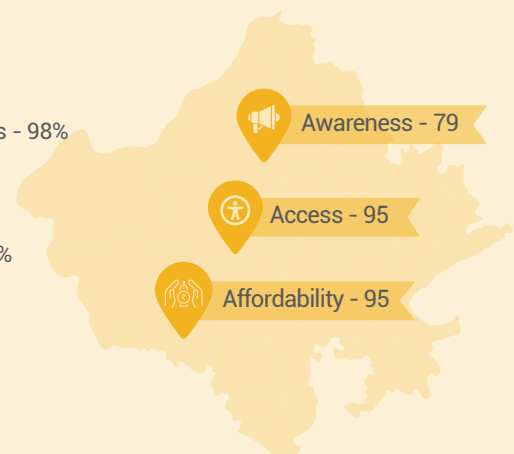 s - 98%
Awareness - 79
Access - 95
%
Affordability - 95